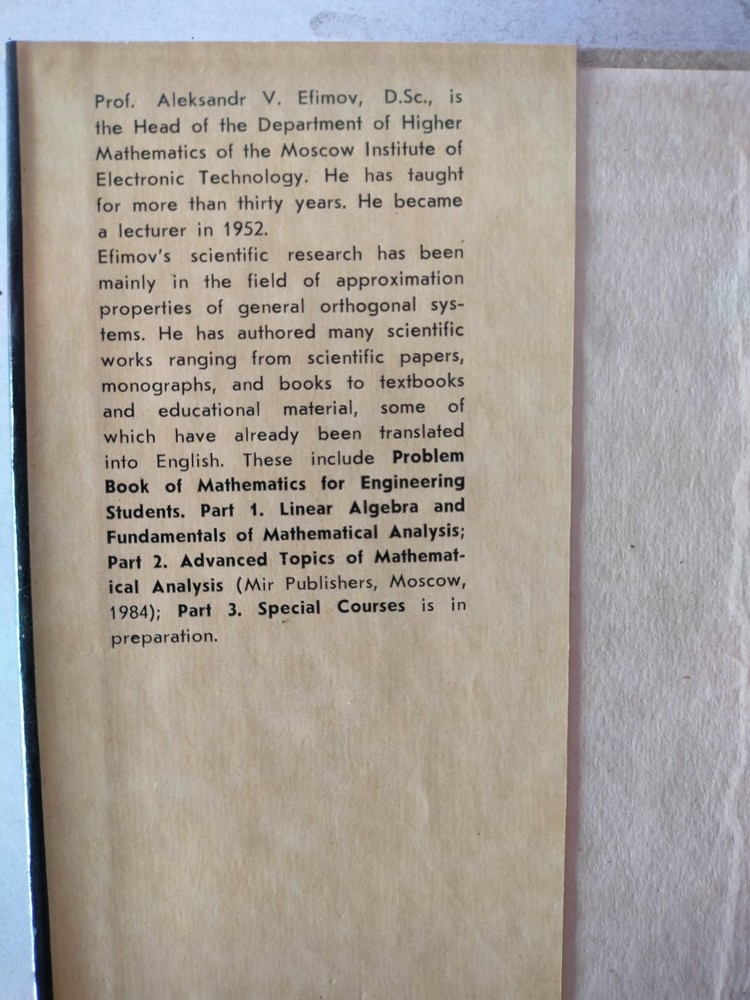 Prof. Aleksandr V. Efimov, D.Sc., is
the Head of the Department of Higher
Mathematics of the Moscow Institute of
Electronic Technology. He has taught
for more than thirty years. He became
a lecturer in 1952.
Efimov's scientific research has been
mainly in the field of approximation
properties of general orthogonal sys-
tems. He has authored many scientific
works ranging from scientific papers,
monographs, and books to textbooks
and educational material, some of
which have already been translated
into English. These include Problem
Book of Mathematics for Engineering
Students. Part 1. Linear Algebra and
Fundamentals of Mathematical Analysis;
Part 2. Advanced Topics of Mathemat-
ical Analysis (Mir Publishers, Moscow,
1984); Part 3. Special Courses is in
preparation.